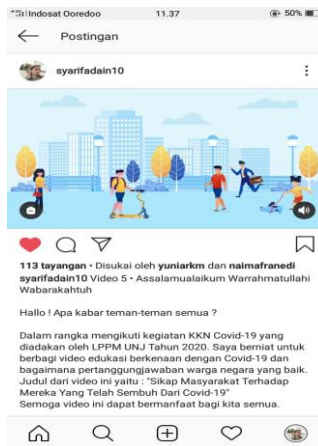 Indosat Ooredoo 11.37 50%
Postingan
syarifadain10
113 tayangan • Disukai oleh yuniarkm dan naimafranedi
syarifadain10 Video 5 • Assalamualaikum Warrahmatullahi
Wabarakahtuh
Hallo ! Apa kabar teman-teman semua ?
Dalam rangka mengikuti kegiatan KKN Covid-19 yang
diadakan oleh LPPM UNJ Tahun 2020. Saya berniat untuk
berbagi video edukasi berkenaan dengan Covid-19 dan
bagaimana pertanggungjawaban warga negara yang baik.
Judul dari video ini yaitu : "Sikap Masyarakat Terhadap
Mereka Yang Telah Sembuh Dari Covid-19"
Semoga video ini dapat bermanfaat bagi kita semua.